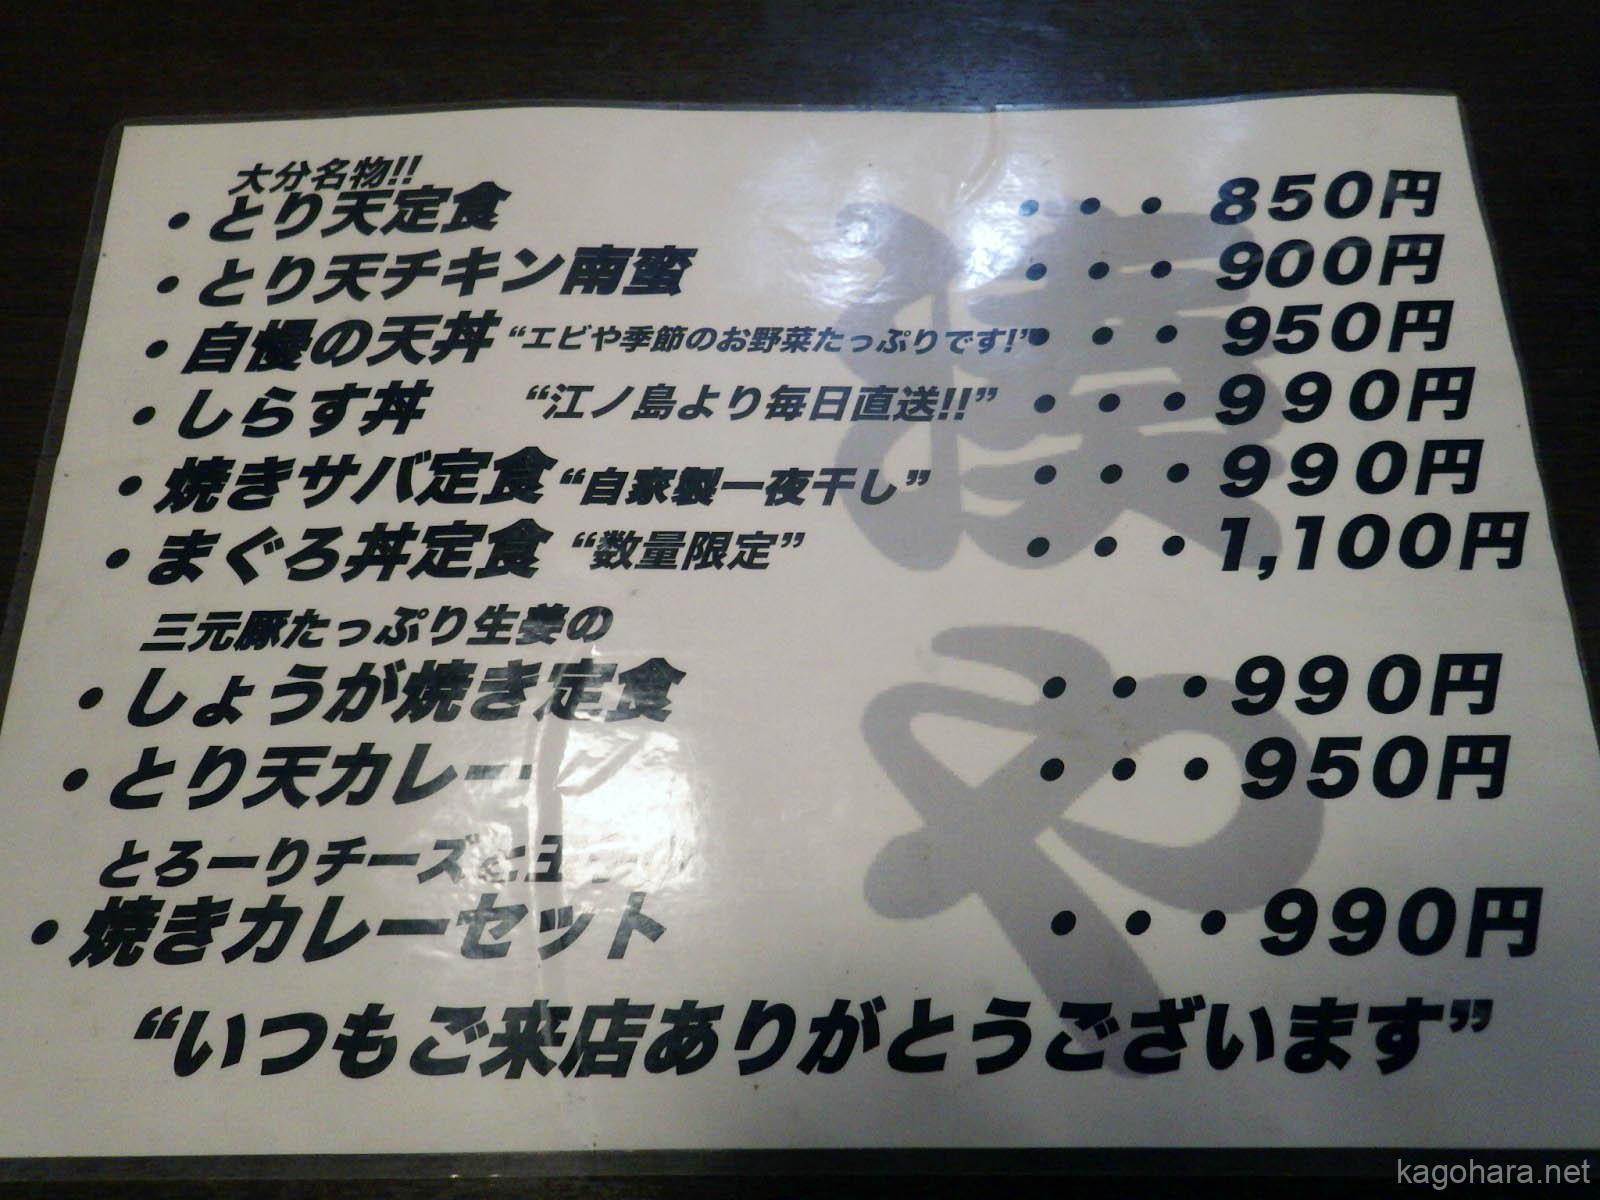 大分名物!!
・とり天定食 ・・・850円
・とり天チキン南蛮 ・・・900円
・自慢の天丼 “エビや季節のお野菜たっぷりです!”・・・950円
・しらす丼 “江ノ島より毎日直送!!” ・・・990円
・焼きサバ定食 “自家製一夜干し” ・・・990円
・まぐろ丼定食 “数量限定” ・・・1,100円
三元豚たっぷり生姜の
・しょうが焼き定食 ・・・990円
・とり天カレー ・・・950円
とろーりチーズと玉
・焼きカレーセット ・・・990円
“いつもご来店ありがとうございます”
や
kagohara.net